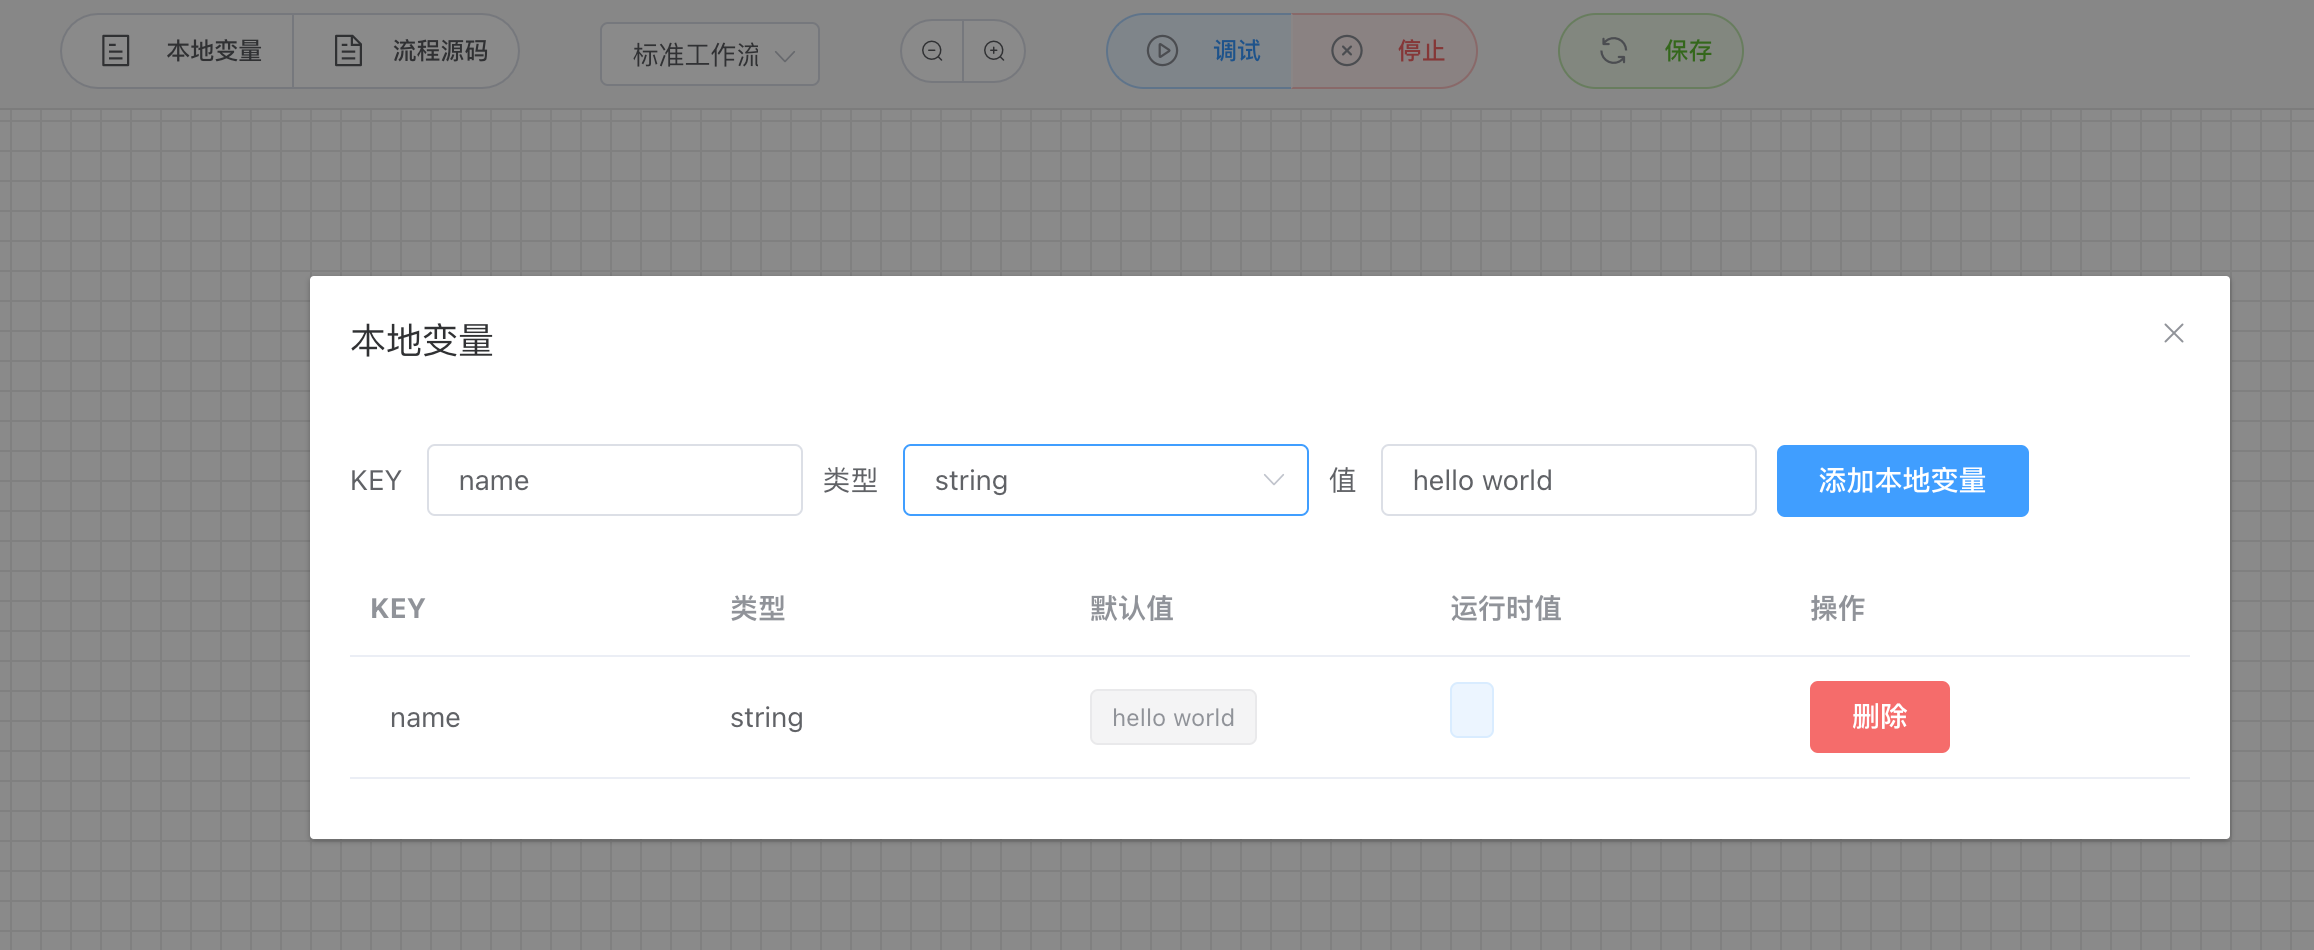 本地变量 流程源码 标准工作流 调试 停止 保存
本地变量
KEY name 类型 string 值 hello world 添加本地变量
KEY 类型 默认值 运行时值 操作
name string hello world 删除